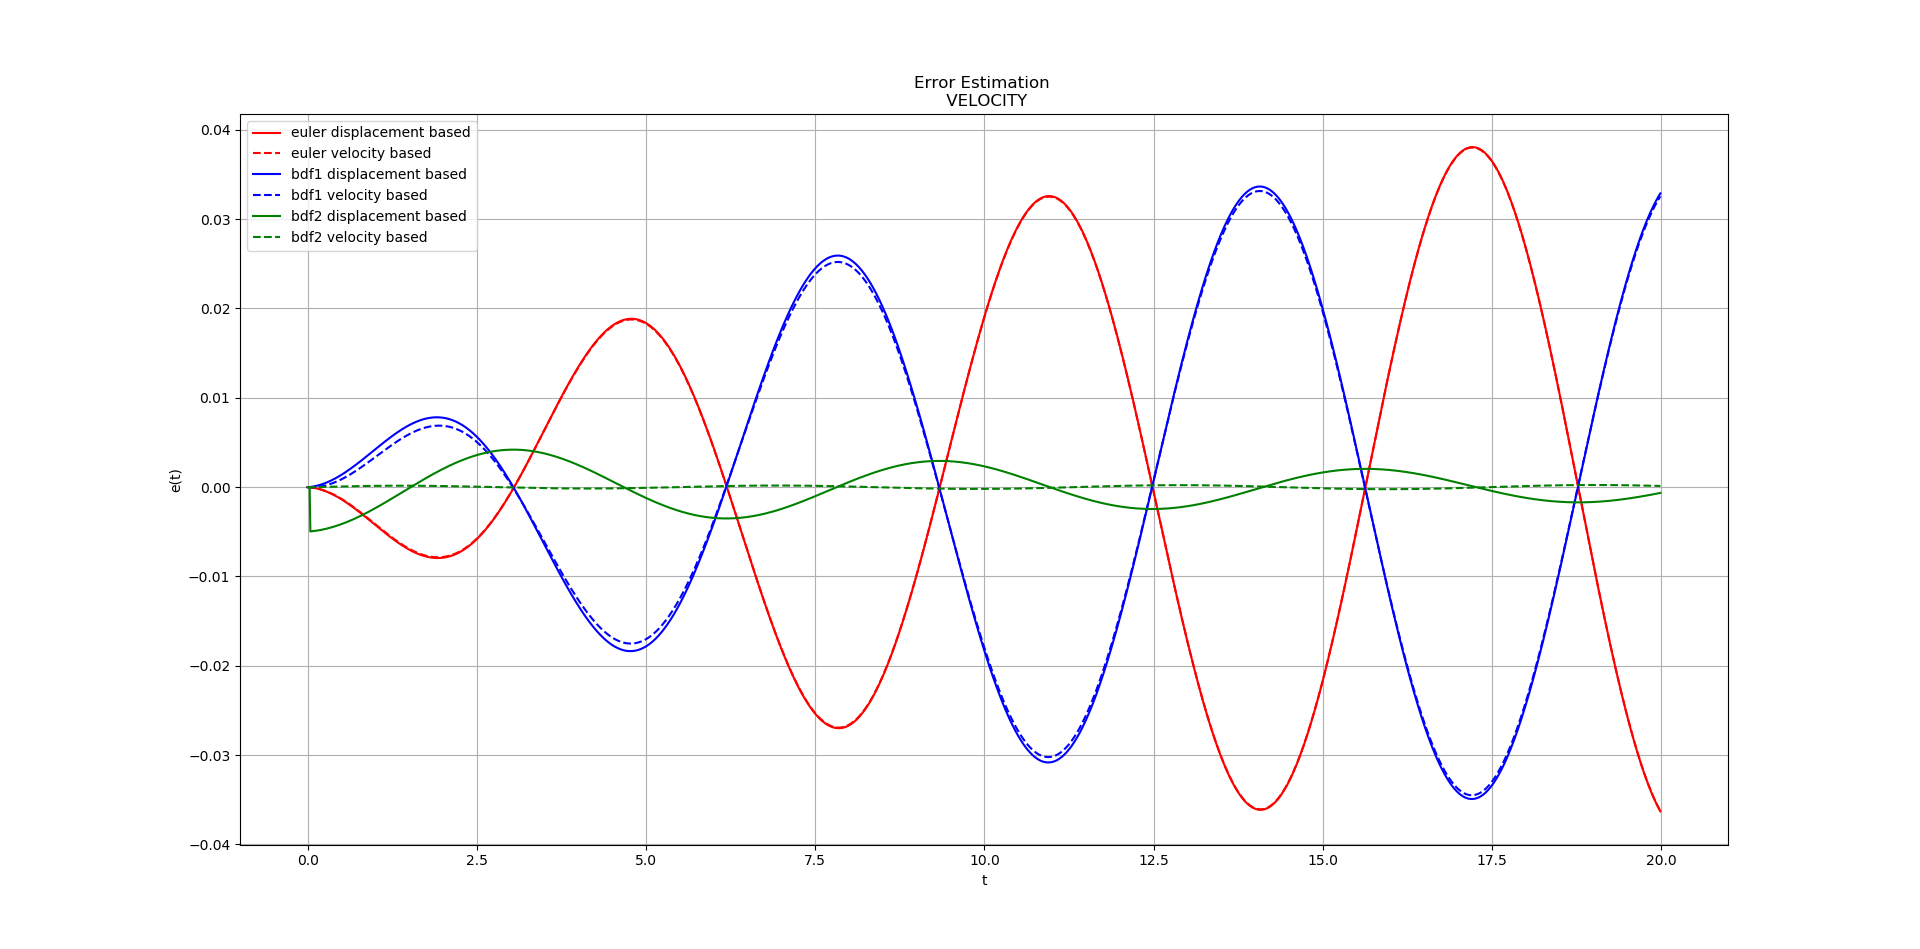 Error Estimation
VELOCITY
euler displacement based
euler velocity based
bdf1 displacement based
bdf1 velocity based
bdf2 displacement based
bdf2 velocity based
0.04
0.03
0.02
0.01
0.00
−0.01
−0.02
−0.03
−0.04
e(t)
0.0 2.5 5.0 7.5 10.0 12.5 15.0 17.5 20.0
t